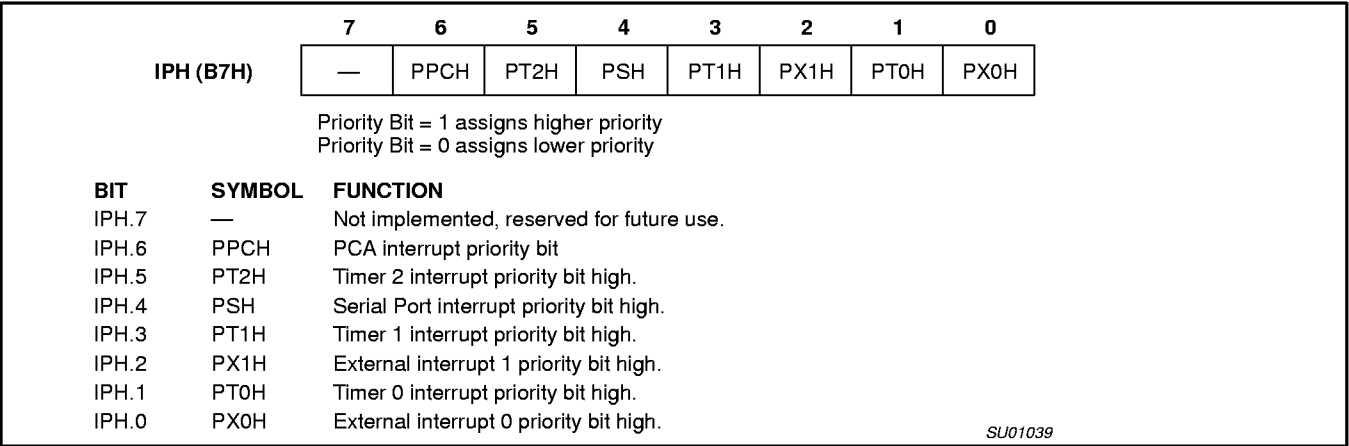 7 6 5 4 3 2 1 0
IPH (B7H) — PPCH PT2H PSH PT1H PX1H PT0H PX0H
Priority Bit = 1 assigns higher priority
Priority Bit = 0 assigns lower priority
BIT SYMBOL FUNCTION
IPH.7 — Not implemented, reserved for future use.
IPH.6 PPCH PCA interrupt priority bit
IPH.5 PT2H Timer 2 interrupt priority bit high.
IPH.4 PSH Serial Port interrupt priority bit high.
IPH.3 PT1H Timer 1 interrupt priority bit high.
IPH.2 PX1H External interrupt 1 priority bit high.
IPH.1 PT0H Timer 0 interrupt priority bit high.
IPH.0 PX0H External interrupt 0 priority bit high.
SU01039